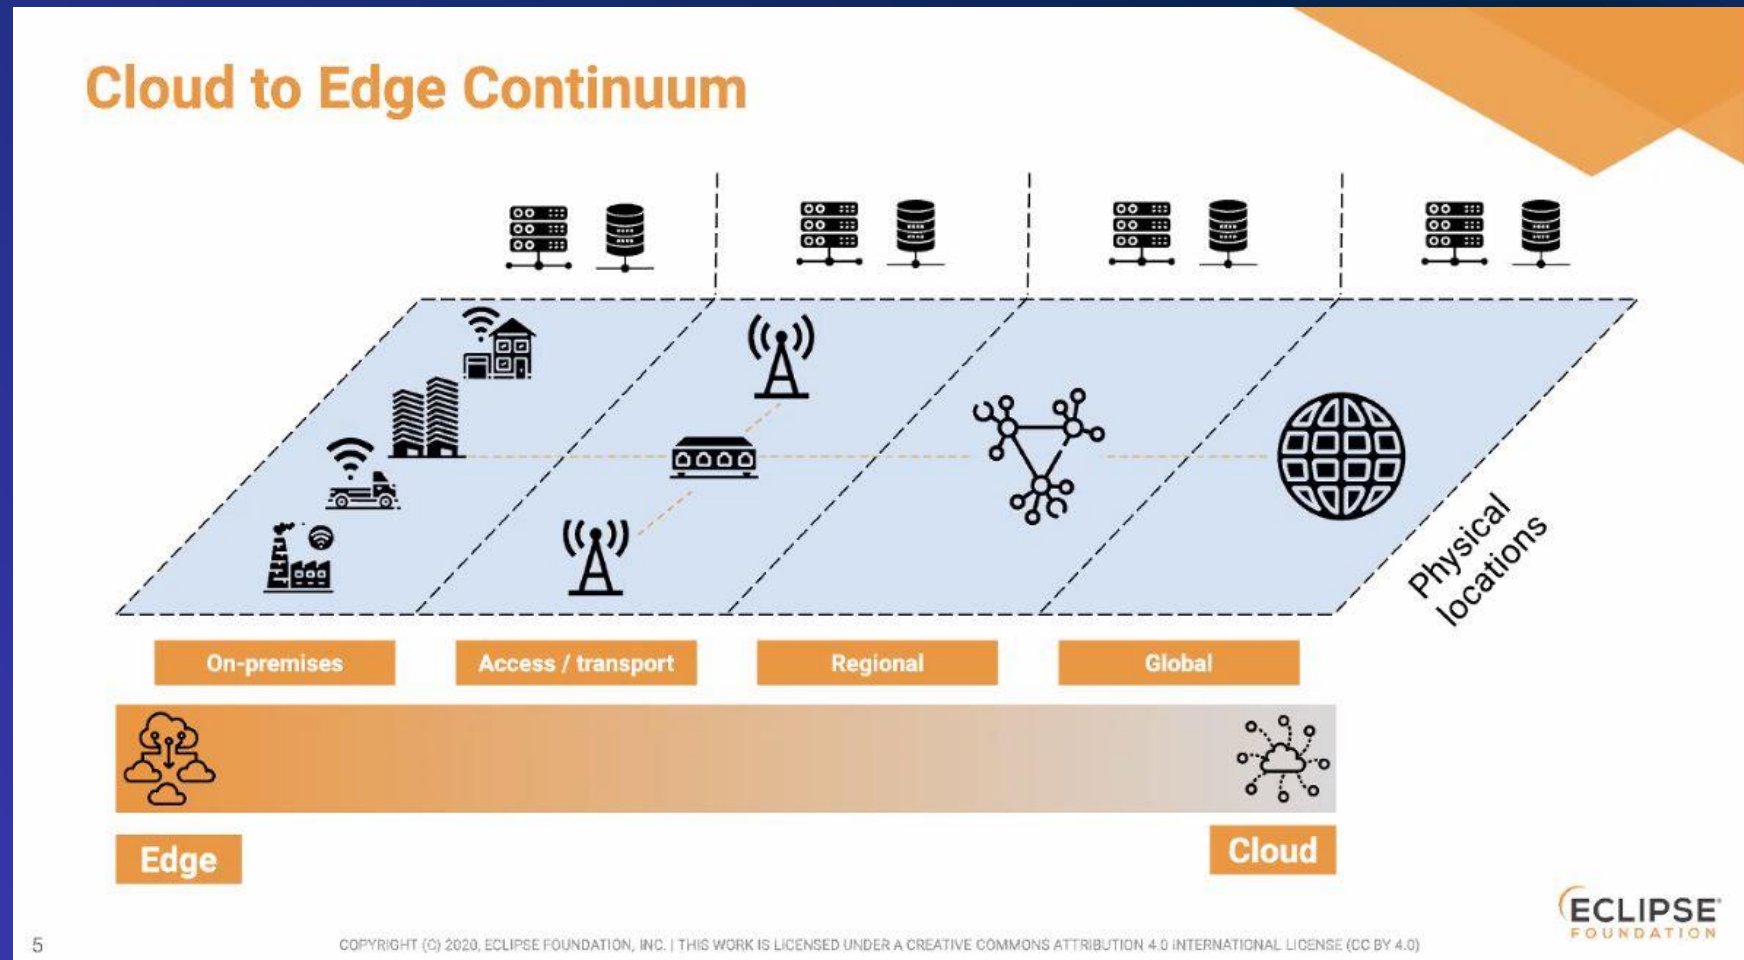 Cloud to Edge Continuum
Physical
locations
On-premises
Access / transport
Regional
Global
Edge
Cloud
ECLIPSE
FOUNDATION
5
COPYRIGHT (C) 2020, ECLIPSE FOUNDATION, INC. | THIS WORK IS LICENSED UNDER A CREATIVE COMMONS ATTRIBUTION 4.0 INTERNATIONAL LICENSE (CC BY 4.0)